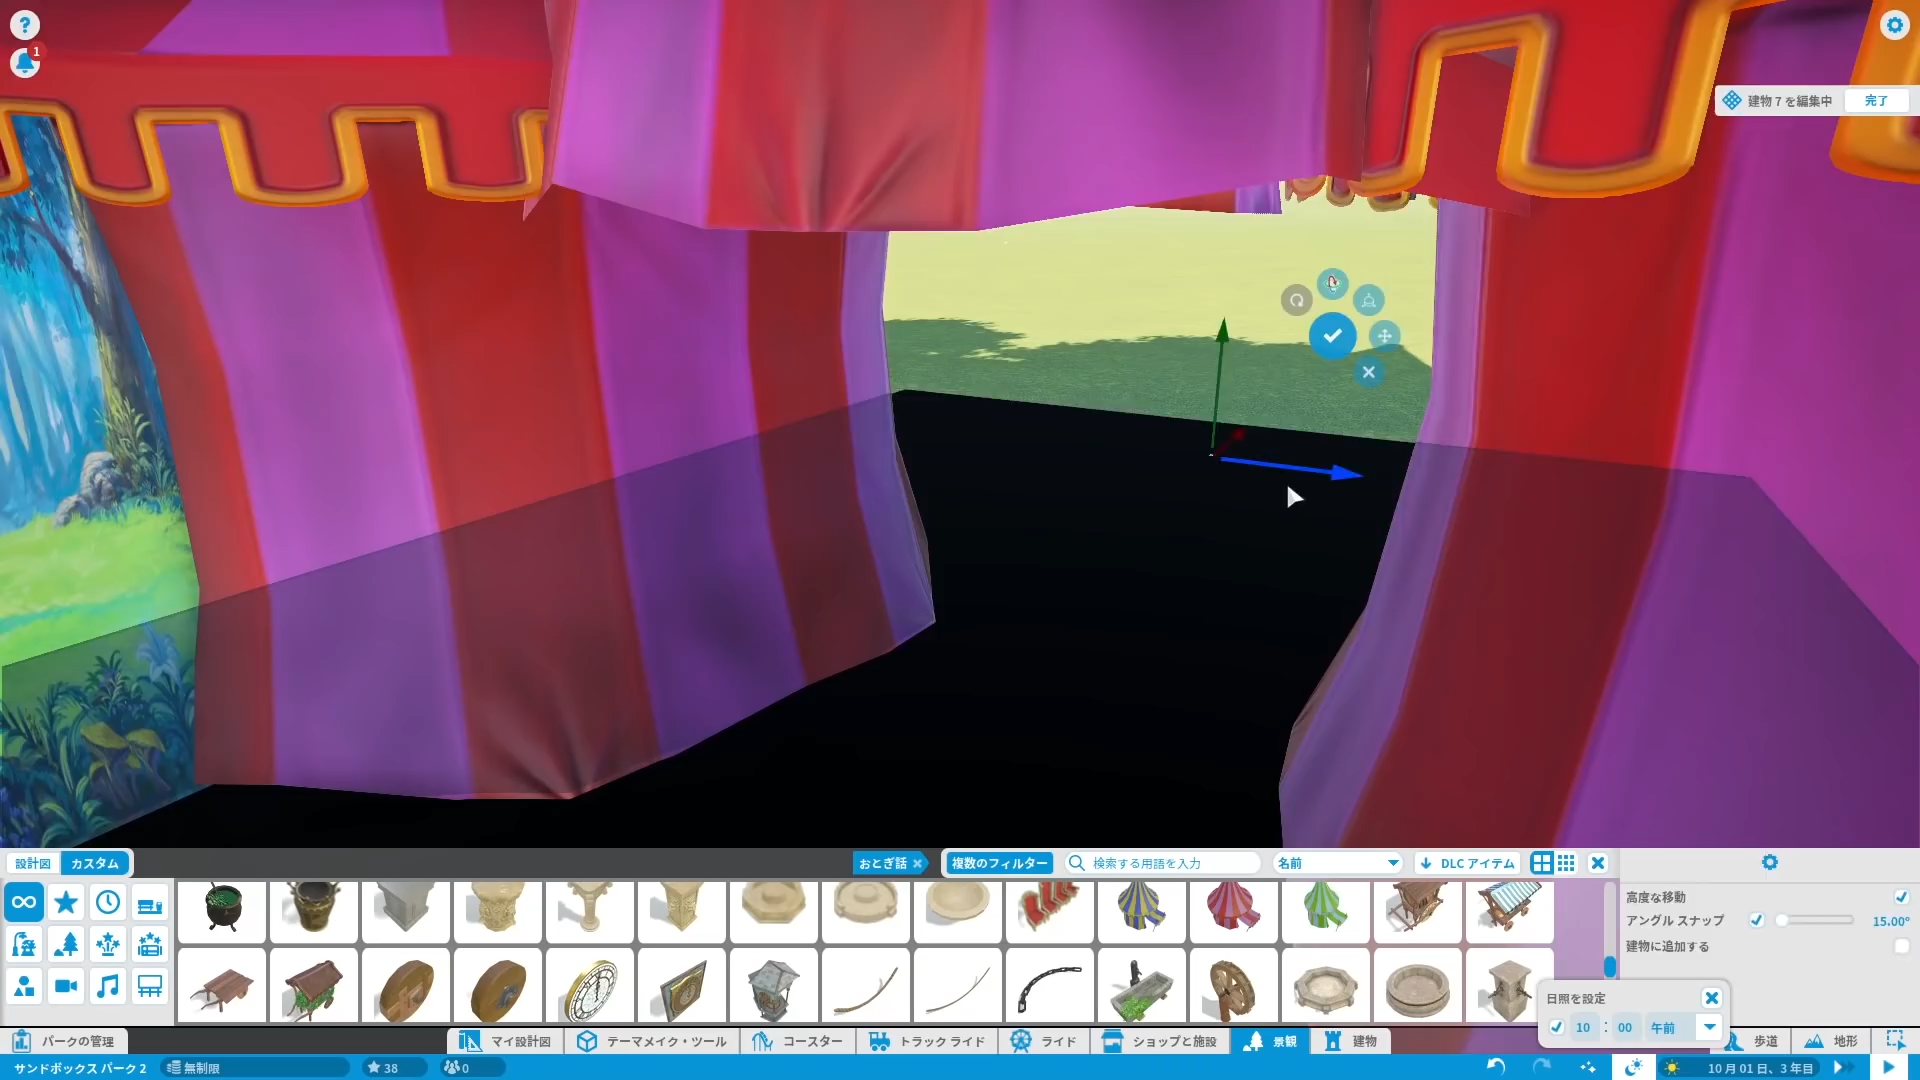 ?
1
建物 7 を編集中
完了
設計図
カスタム
おとぎ話
複数のフィルター
検索する用語を入力
名前
DLC アイテム
高度な移動
アングル スナップ
15.00°
建物に追加する
日照を設定
10 : 00 午前
パークの管理
マイ設計図
テーマメイク・ツール
コースター
トラック ライド
ライド
ショップと施設
景観
建物
歩道
地形
サンドボックス パーク 2
無制限
38
0
10 月 01 日、3 年目